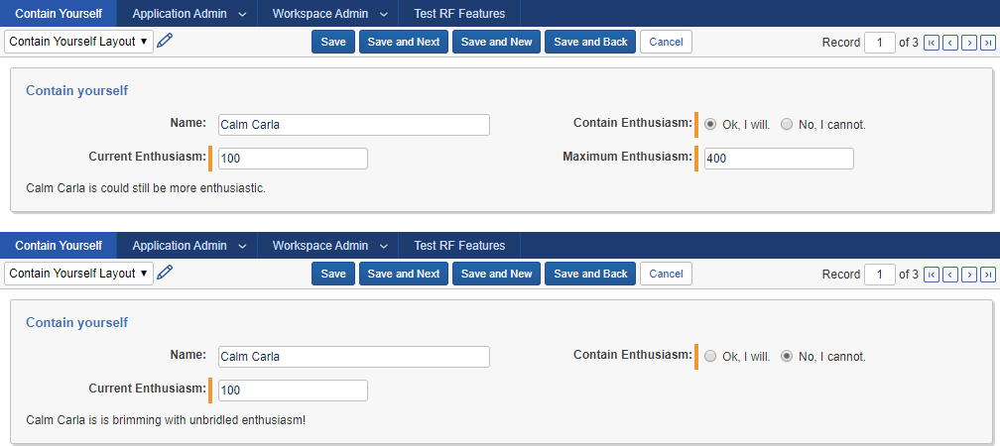 Contain Yourself Application Admin Workspace Admin Test RF Features
Contain Yourself Layout Save Save and Next Save and New Save and Back Cancel Record 1 of 3
Contain yourself
Name: Calm Carla Contain Enthusiasm: Ok, I will. No, I cannot.
Current Enthusiasm: 100 Maximum Enthusiasm: 400
Calm Carla is could still be more enthusiastic.
Contain Yourself Application Admin Workspace Admin Test RF Features
Contain Yourself Layout Save Save and Next Save and New Save and Back Cancel Record 1 of 3
Contain yourself
Name: Calm Carla Contain Enthusiasm: Ok, I will. No, I cannot.
Current Enthusiasm: 100
Calm Carla is is brimming with unbridled enthusiasm!